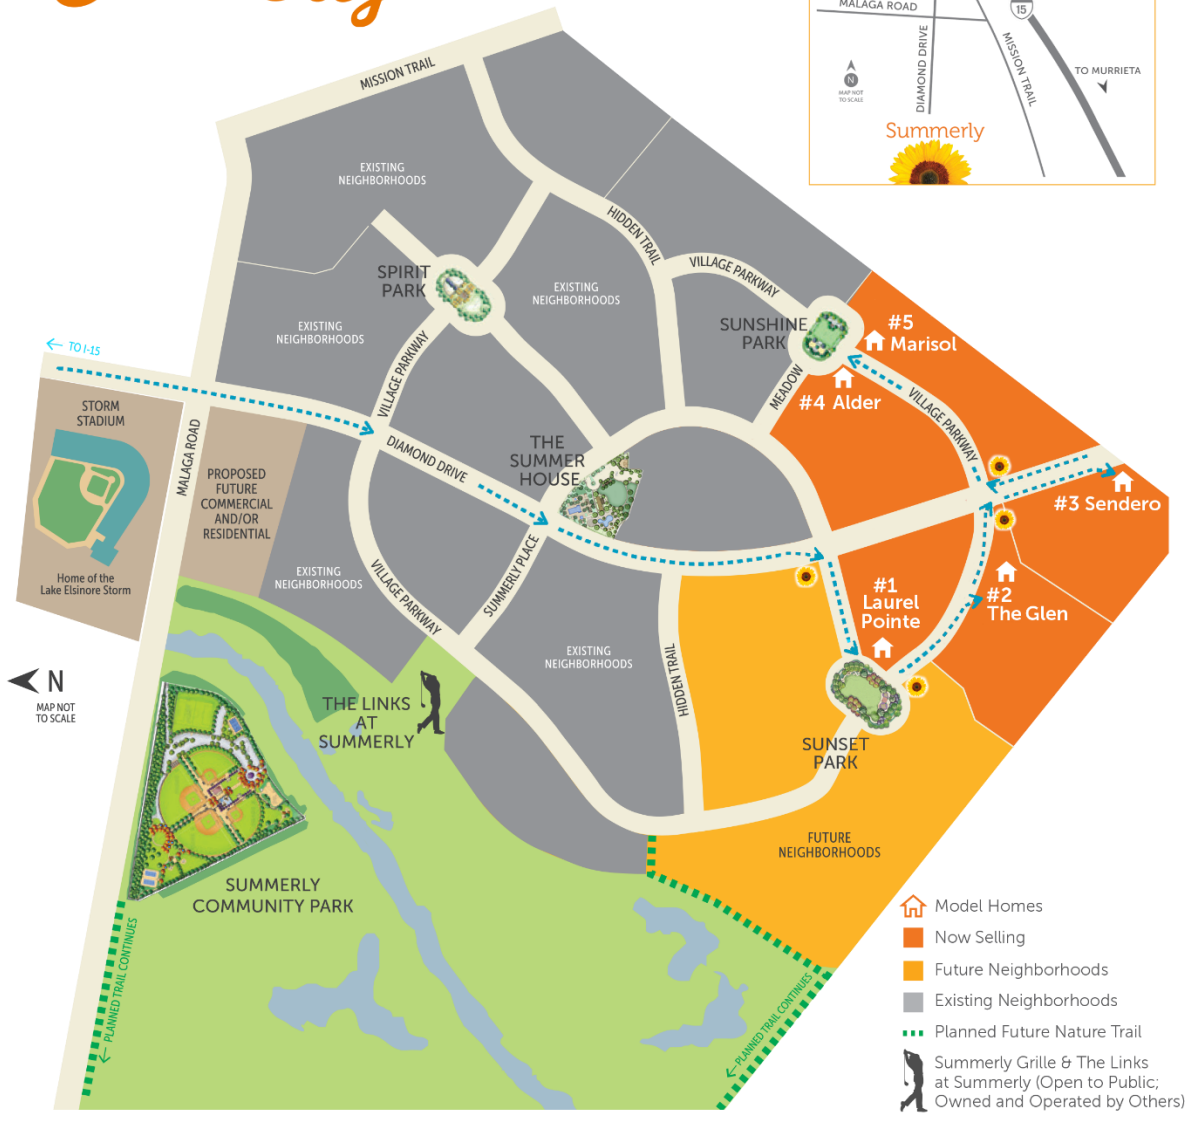 MALAGA ROAD
15
DIAMOND DRIVE
MISSION TRAIL
TO MURRIETA
N
MAP NOT
TO SCALE
Summerly
MISSION TRAIL
EXISTING
NEIGHBORHOODS
HIDDEN TRAIL
VILLAGE PARKWAY
SPIRIT
PARK
EXISTING
NEIGHBORHOODS
EXISTING
NEIGHBORHOODS
SUNSHINE
PARK
#5
Marisol
TO I-15
VILLAGE PARKWAY
MEADOW
#4 Alder
VILLAGE PARKWAY
STORM
STADIUM
MALAGA ROAD
DIAMOND DRIVE
THE
SUMMER
HOUSE
PROPOSED
FUTURE
COMMERCIAL
AND/OR
RESIDENTIAL
#3 Sendero
Home of the
Lake Elsinore Storm
EXISTING
NEIGHBORHOODS
VILLAGE PARKWAY
SUMMERLY PLACE
#1
Laurel
Pointe
#2
The Glen
EXISTING
NEIGHBORHOODS
HIDDEN TRAIL
N
MAP NOT
TO SCALE
THE LINKS
AT
SUMMERLY
SUNSET
PARK
FUTURE
NEIGHBORHOODS
SUMMERLY
COMMUNITY PARK
PLANNED TRAIL CONTINUES
PLANNED TRAIL CONTINUES
Model Homes
Now Selling
Future Neighborhoods
Existing Neighborhoods
Planned Future Nature Trail
Summerly Grille & The Links
at Summerly (Open to Public;
Owned and Operated by Others)